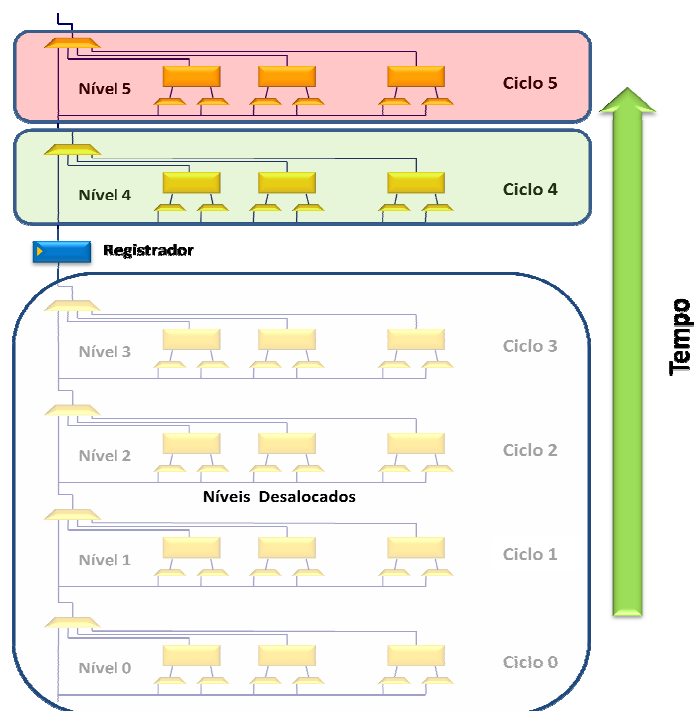 Nível 5 Ciclo 5
Nível 4 Ciclo 4
Registrador
Nível 3 Ciclo 3
Nível 2 Ciclo 2
Níveis Desalocados
Nível 1 Ciclo 1
Nível 0 Ciclo 0
Tempo